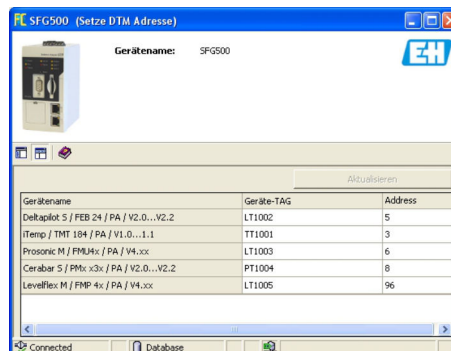 FC SFG500 (Setze DTM Adresse)
Gerätename: SFG500
E+H
Aktualisieren
Gerätename Geräte-TAG Address
Deltapilot S / FEB 24 / PA / V2.0...V2.2 LT1002 5
iTemp / TMT 184 / PA / V1.0...1.1 TT1001 3
Prosonic M / FMU4x / PA / V4.xx LT1003 6
Cerabar S / PMx x3x / PA / V2.0...V2.2 PT1004 8
Levelflex M / FMP 4x / PA / V4.xx LT1005 96
Connected Database